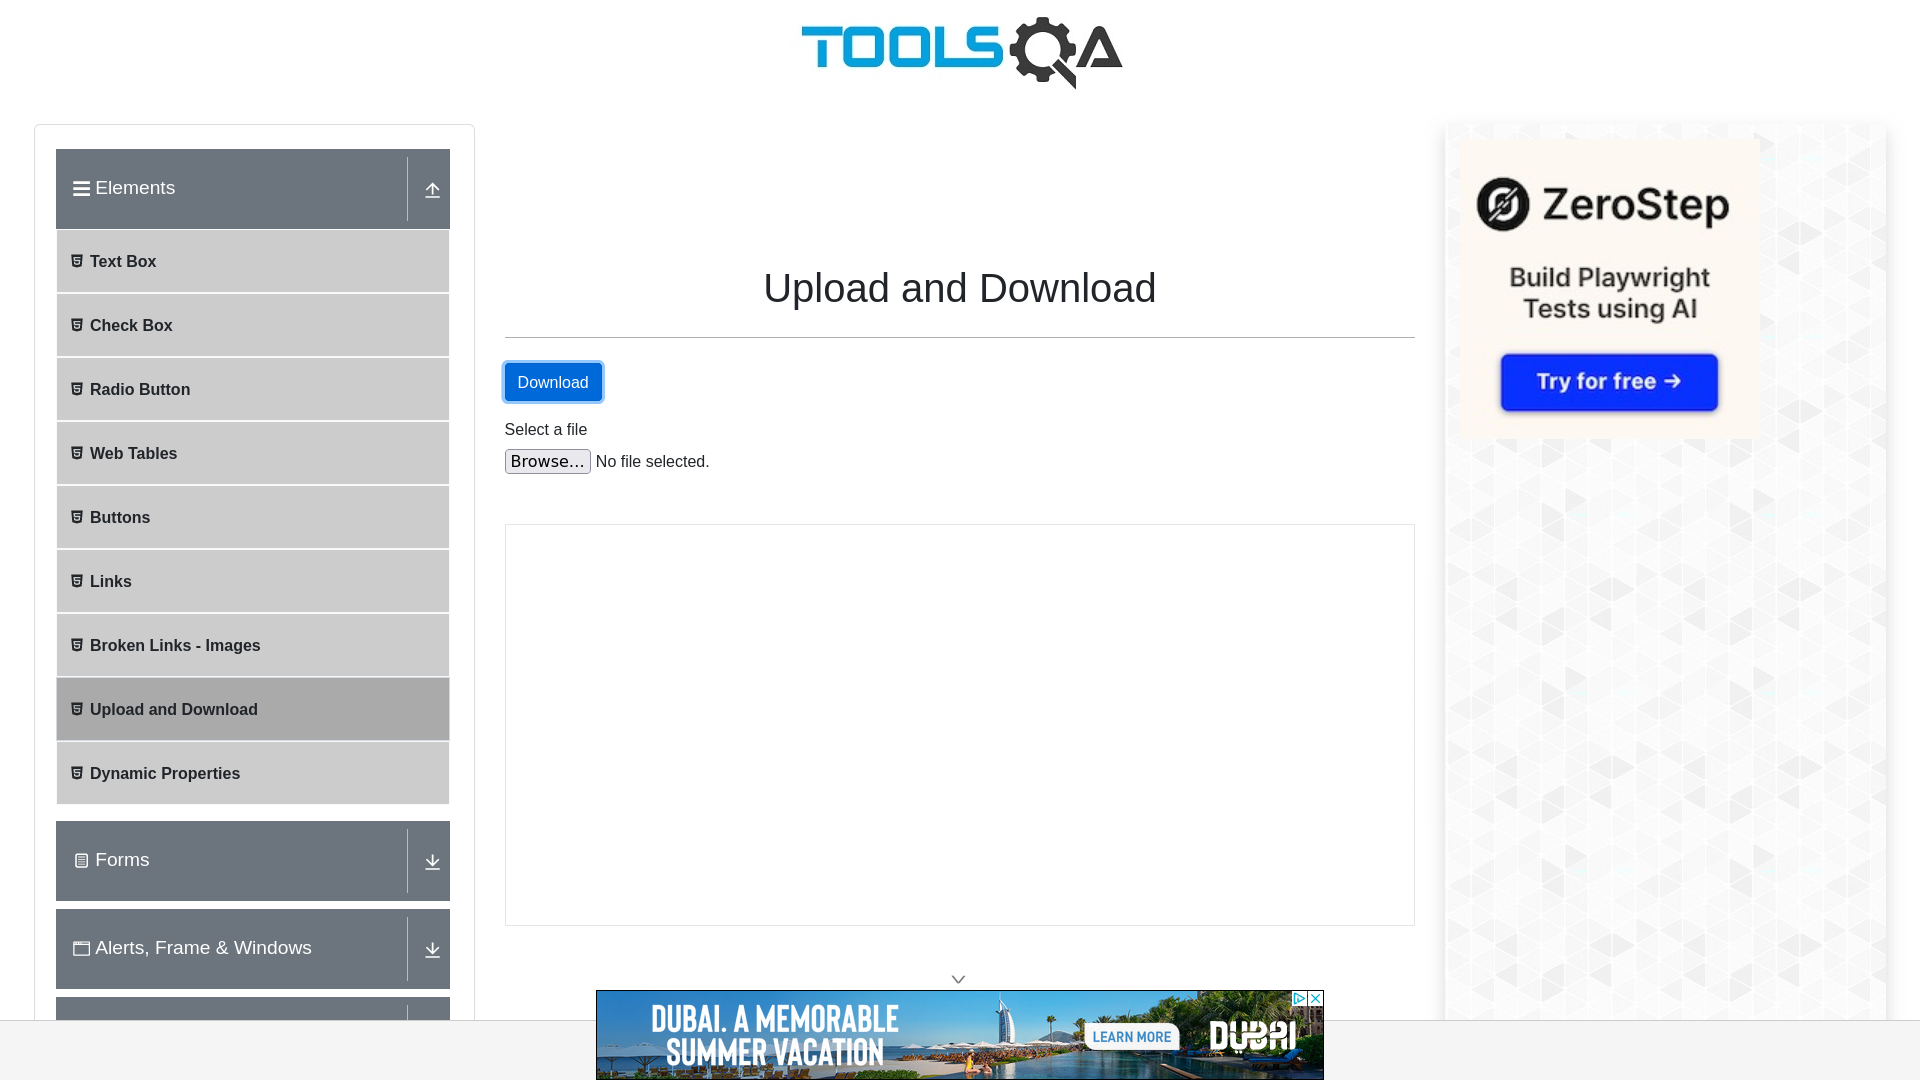 TOOLSQA
Elements
Text Box
Check Box
Radio Button
Web Tables
Buttons
Links
Broken Links - Images
Upload and Download
Dynamic Properties
Forms
Alerts, Frame & Windows
Upload and Download
Download
Select a file
Browse... No file selected.
ZeroStep
Build Playwright
Tests using AI
Try for free →
DUBAI. A MEMORABLE
SUMMER VACATION
LEARN MORE
DUBAI